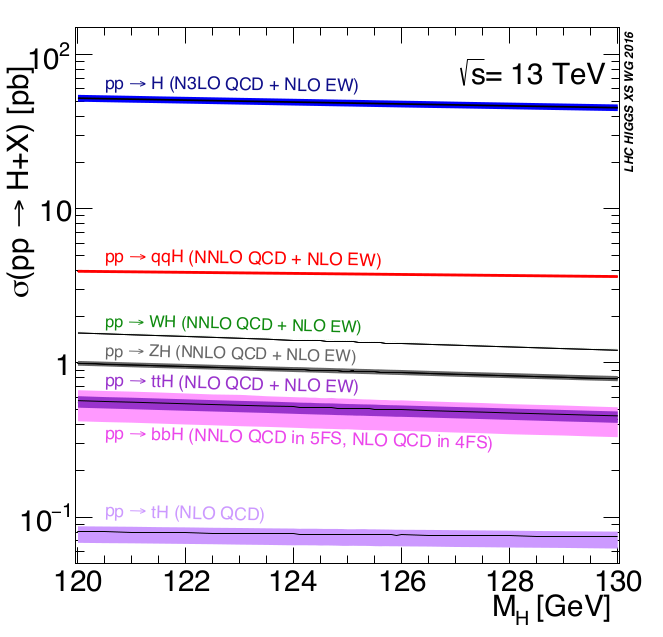 σ(pp → H+X) [pb]
10²
10
1
10⁻¹
√s= 13 TeV
LHC HIGGS XS WG 2016
pp → H (N3LO QCD + NLO EW)
pp → qqH (NNLO QCD + NLO EW)
pp → WH (NNLO QCD + NLO EW)
pp → ZH (NNLO QCD + NLO EW)
pp → ttH (NLO QCD + NLO EW)
pp → bbH (NNLO QCD in 5FS, NLO QCD in 4FS)
pp → tH (NLO QCD)
120 122 124 126 128 130
M_H [GeV]